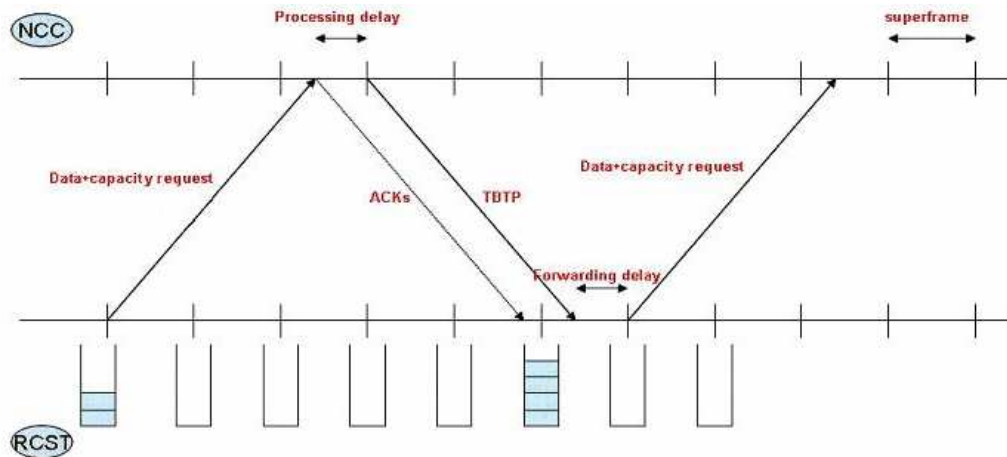 Processing delay
superframe
NCC
Data+capacity request
Data+capacity request
ACKs
TBTP
Forwarding delay
RCST